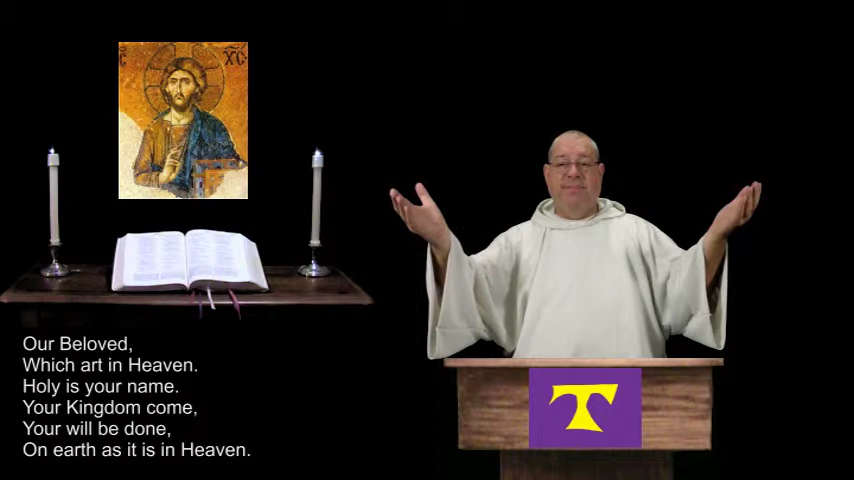 XC
Our Beloved,
Which art in Heaven.
Holy is your name.
Your Kingdom come,
Your will be done,
On earth as it is in Heaven.
T